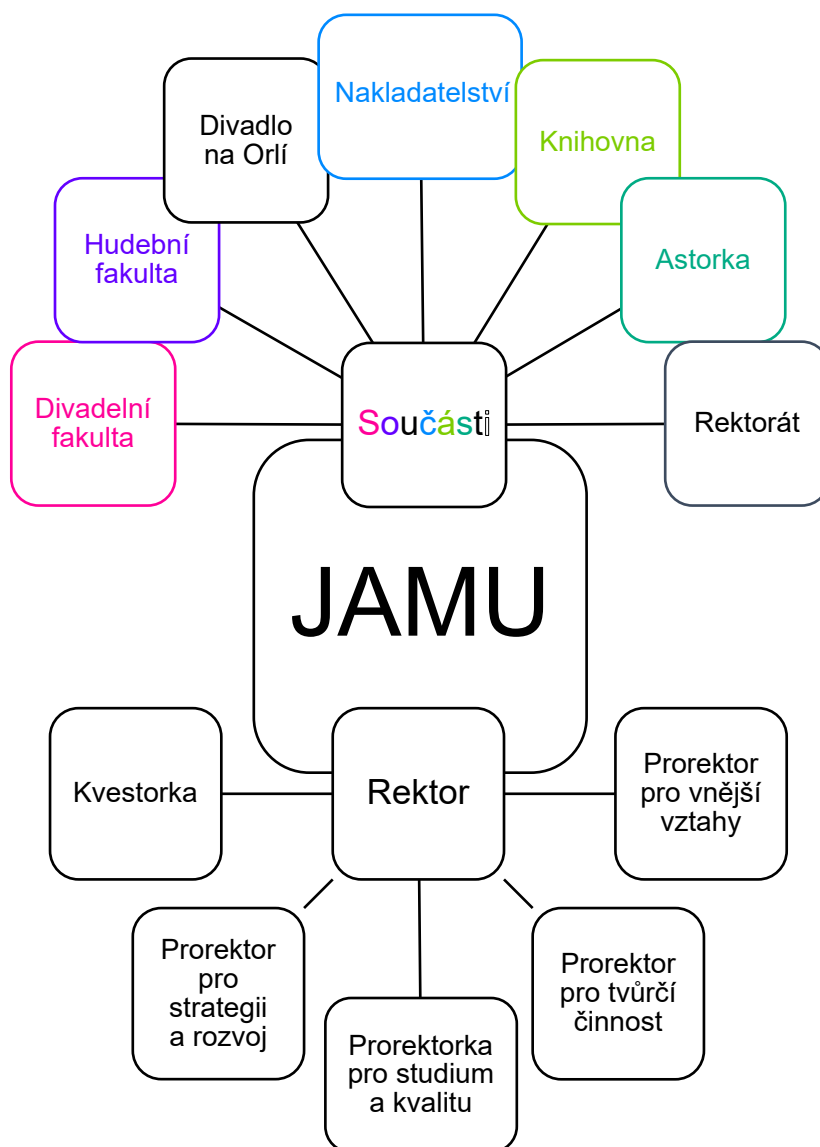 Nakladatelství
Divadlo
na Orlí
Knihovna
Hudební
fakulta
Astorka
Divadelní
fakulta
Součásti
Rektorát
JAMU
Kvestorka
Rektor
Prorektor
pro vnější
vztahy
Prorektor
pro
strategii
a rozvoj
Prorektorka
pro studium
a kvalitu
Prorektor
pro tvůrčí
činnost